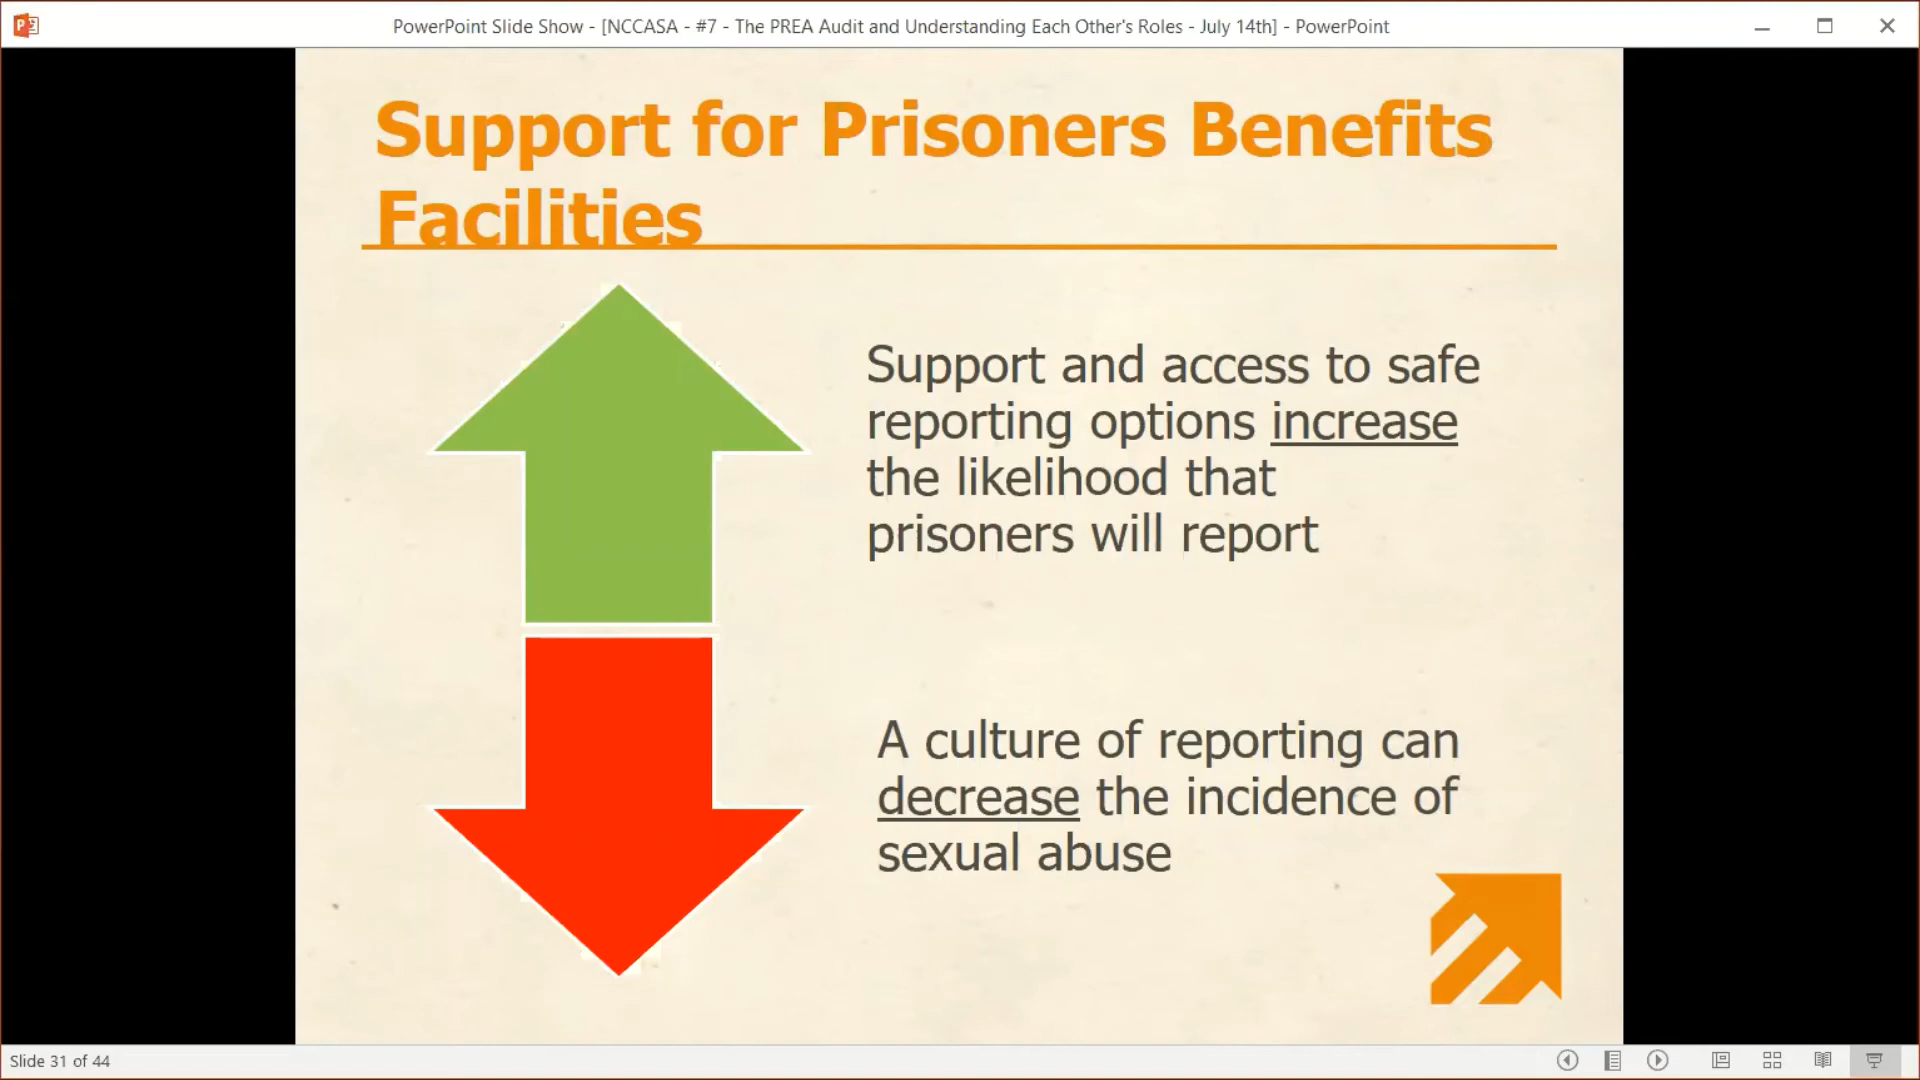 PowerPoint Slide Show - [NCCASA - #7 - The PREA Audit and Understanding Each Other's Roles - July 14th] - PowerPoint
Support for Prisoners Benefits
Facilities
Support and access to safe
reporting options increase
the likelihood that
prisoners will report
A culture of reporting can
decrease the incidence of
sexual abuse
Slide 31 of 44